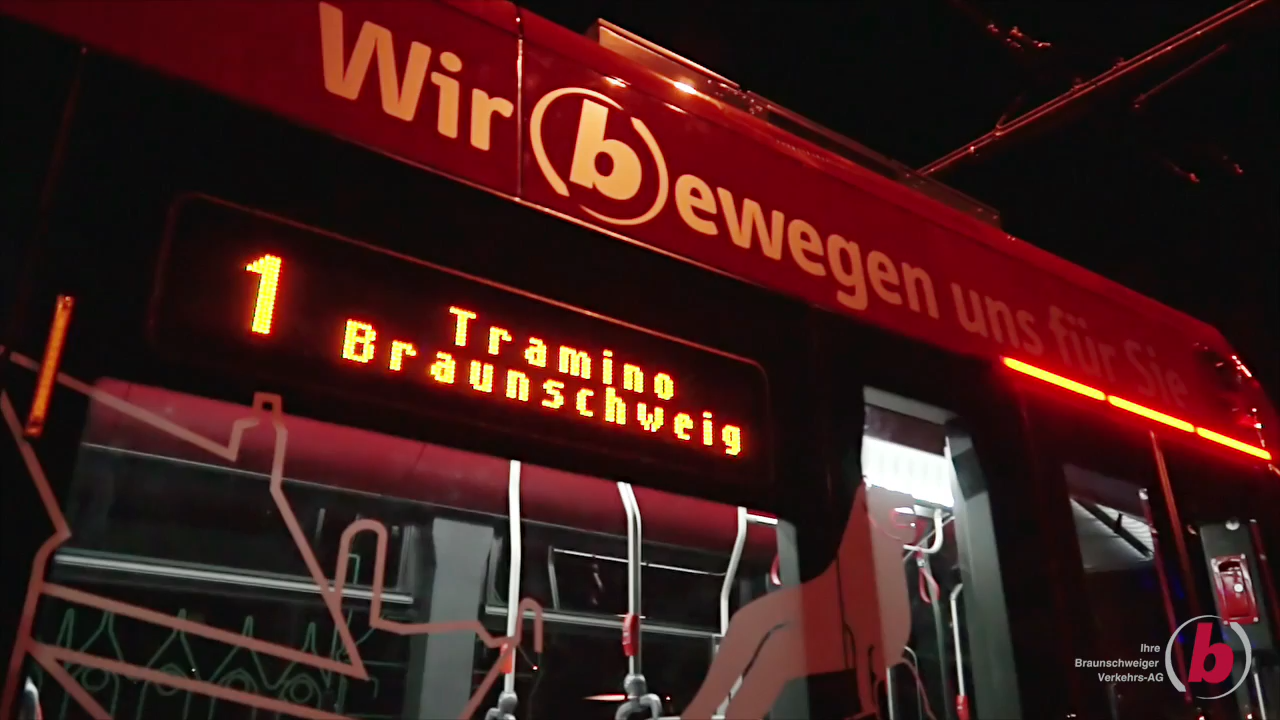 Wir bewegen uns für Sie
1 Tramino
Braunschweig
Ihre
Braunschweiger
Verkehrs-AG
b